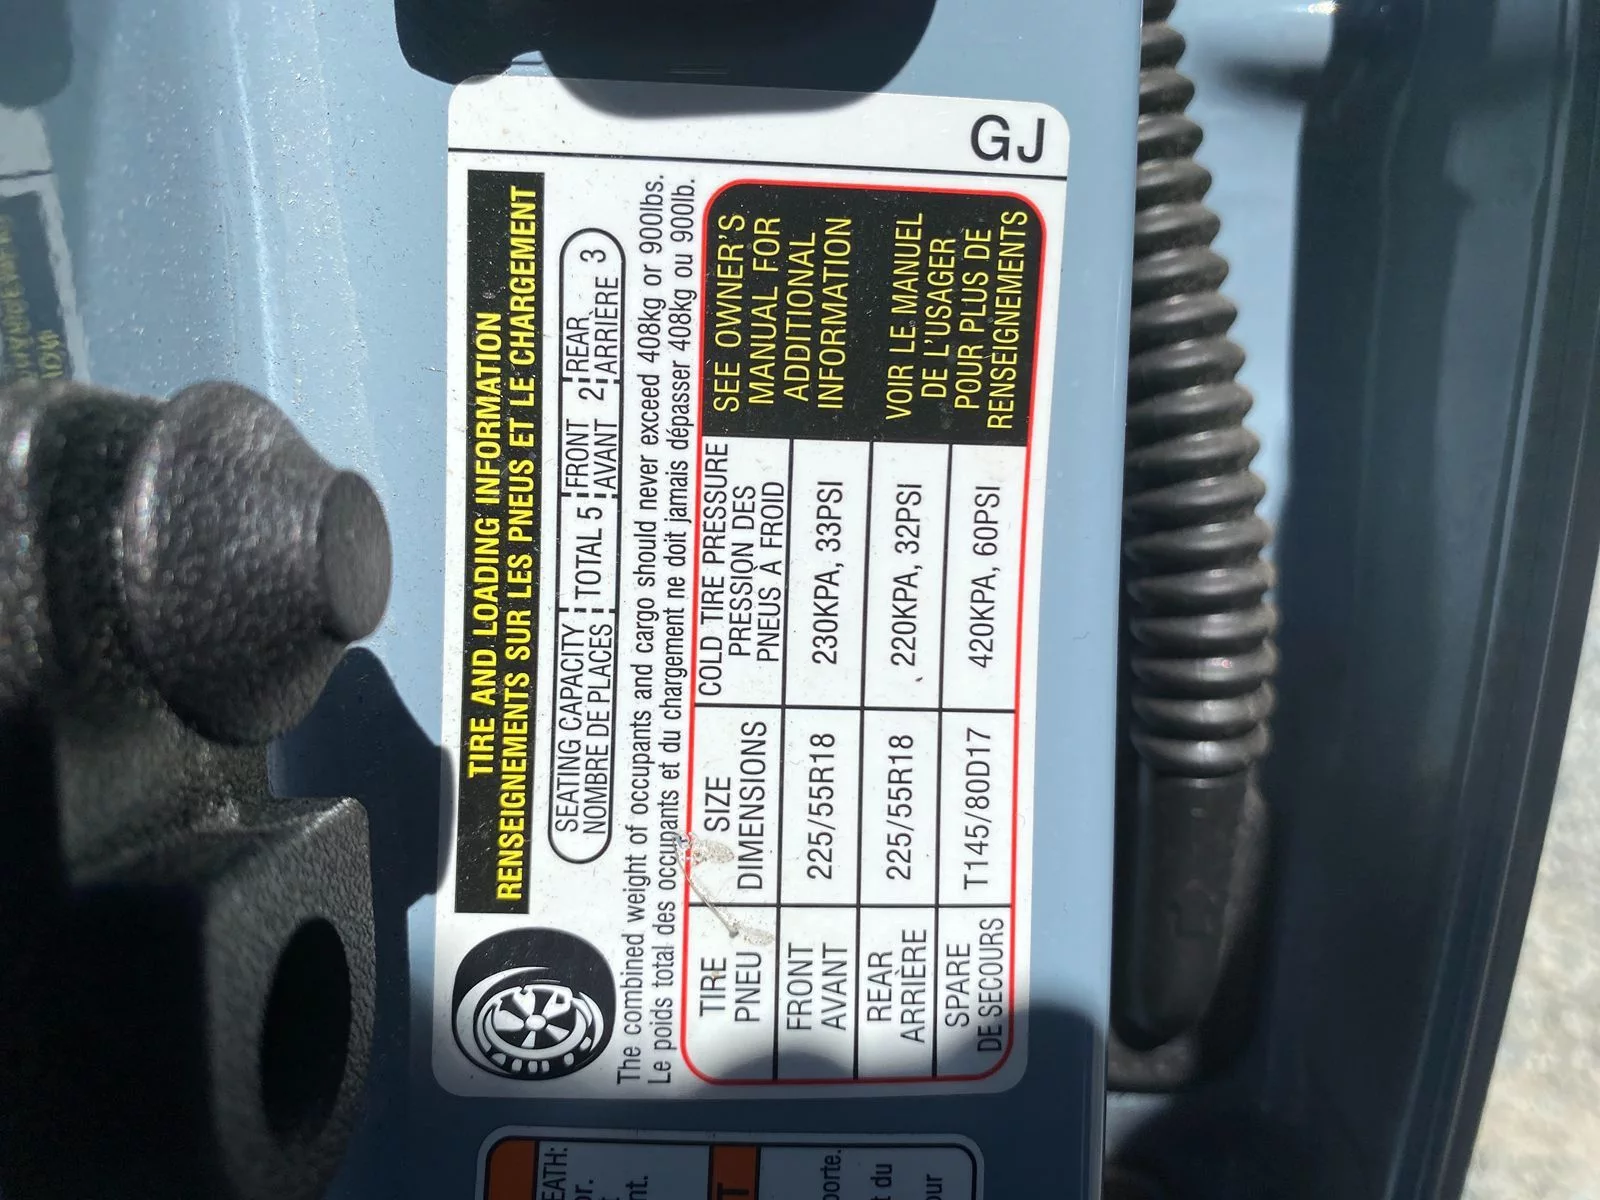 GJ
TIRE AND LOADING INFORMATION
RENSEIGNEMENTS SUR LES PNEUS ET LE CHARGEMENT
SEATING CAPACITY TOTAL 5 FRONT 2 REAR 3
NOMBRE DE PLACES AVANT ARRIÈRE
The combined weight of occupants and cargo should never exceed 408kg or 900lbs.
Le poids total des occupants et du chargement ne doit jamais dépasser 408kg ou 900lb.
TIRE SIZE COLD TIRE PRESSURE
PNEU DIMENSIONS PRESSION DES
PNEUS À FROID
FRONT 225/55R18 230KPA, 33PSI
AVANT
REAR 225/55R18 220KPA, 32PSI
ARRIÈRE
SPARE T145/80D17 420KPA, 60PSI
DE SECOURS
SEE OWNER'S
MANUAL FOR
ADDITIONAL
INFORMATION
VOIR LE MANUEL
DE L'USAGER
POUR PLUS DE
RENSEIGNEMENTS